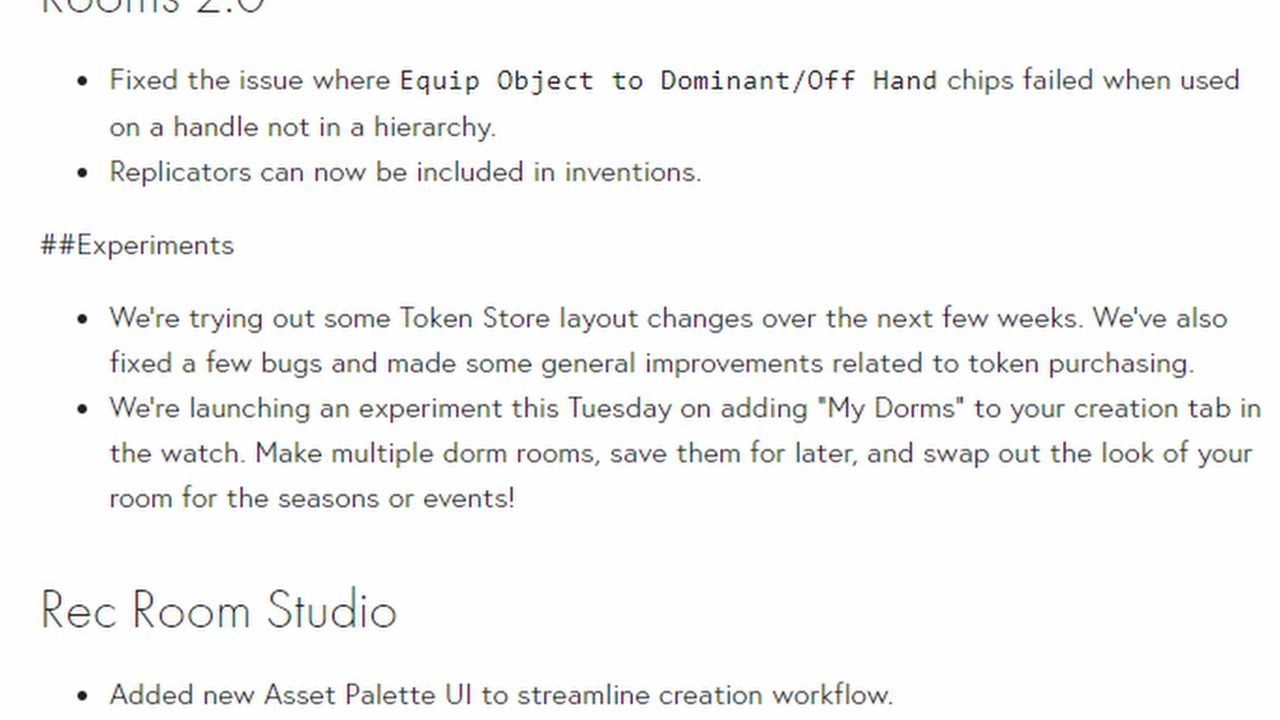 Rooms 2.0
Fixed the issue where Equip Object to Dominant/Off Hand chips failed when used
on a handle not in a hierarchy.
Replicators can now be included in inventions.
##Experiments
We're trying out some Token Store layout changes over the next few weeks. We've also
fixed a few bugs and made some general improvements related to token purchasing.
We're launching an experiment this Tuesday on adding "My Dorms" to your creation tab in
the watch. Make multiple dorm rooms, save them for later, and swap out the look of your
room for the seasons or events!
Rec Room Studio
Added new Asset Palette UI to streamline creation workflow.